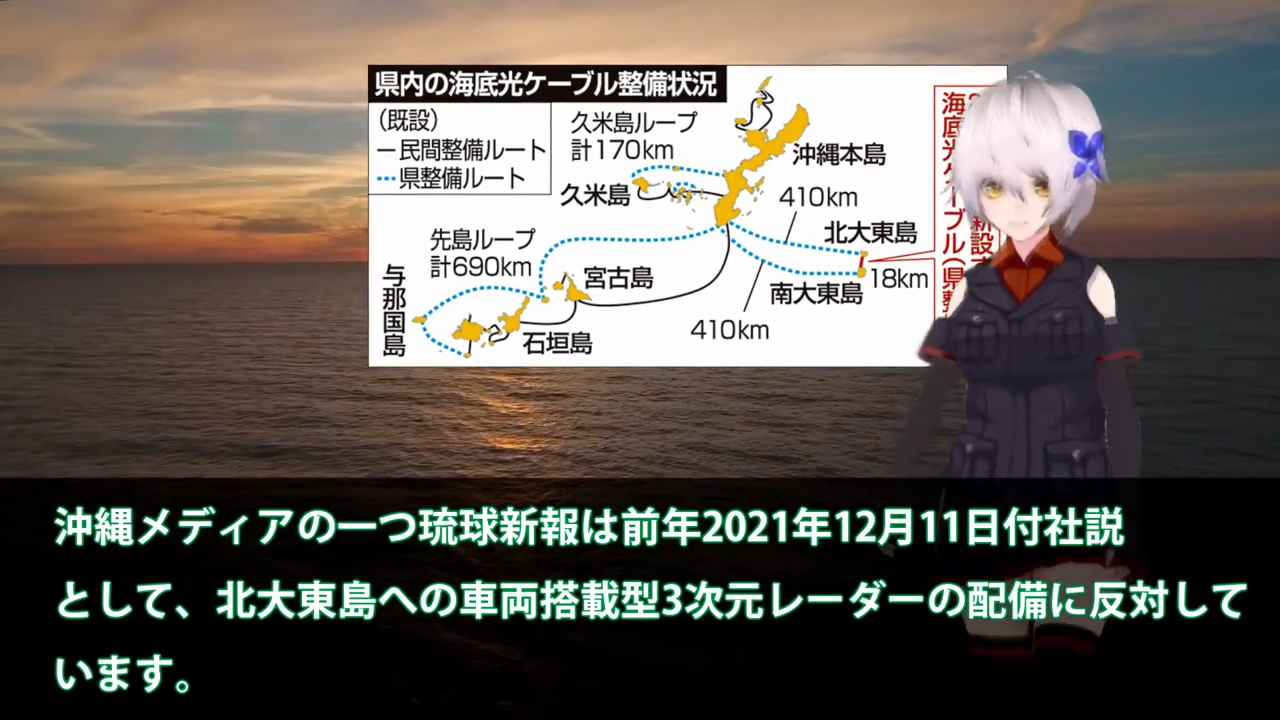 県内の海底光ケーブル整備状況
（既設）
─民間整備ルート
県整備ルート
久米島ループ
計170km
沖縄本島
久米島
410km
北大東島
先島ループ
計690km
宮古島
18km
南大東島
与那国島
410km
石垣島
海底光ケーブル（県整
新設
沖縄メディアの一つ琉球新報は前年2021年12月11日付社説
として、北大東島への車両搭載型3次元レーダーの配備に反対して
います。